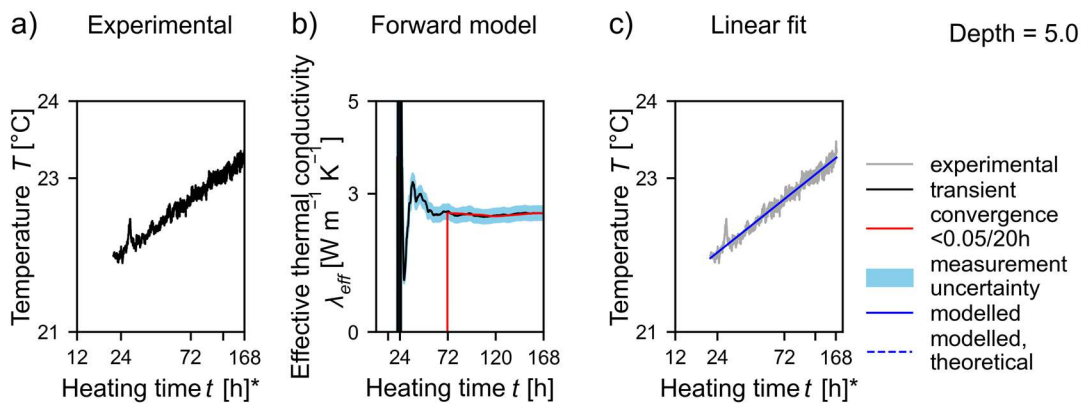 a) Experimental
b) Forward model
c) Linear fit
Depth = 5.0
Temperature T [°C]
24
23
21
12 24 72 168
Heating time t [h]*
Effective thermal conductivity
λeff [W m⁻¹ K⁻¹]
5
3
0
24 72 120 168
Heating time t [h]
Temperature T [°C]
24
23
21
12 24 72 168
Heating time t [h]*
experimental
transient
convergence
<0.05/20h
measurement
uncertainty
modelled
modelled,
theoretical